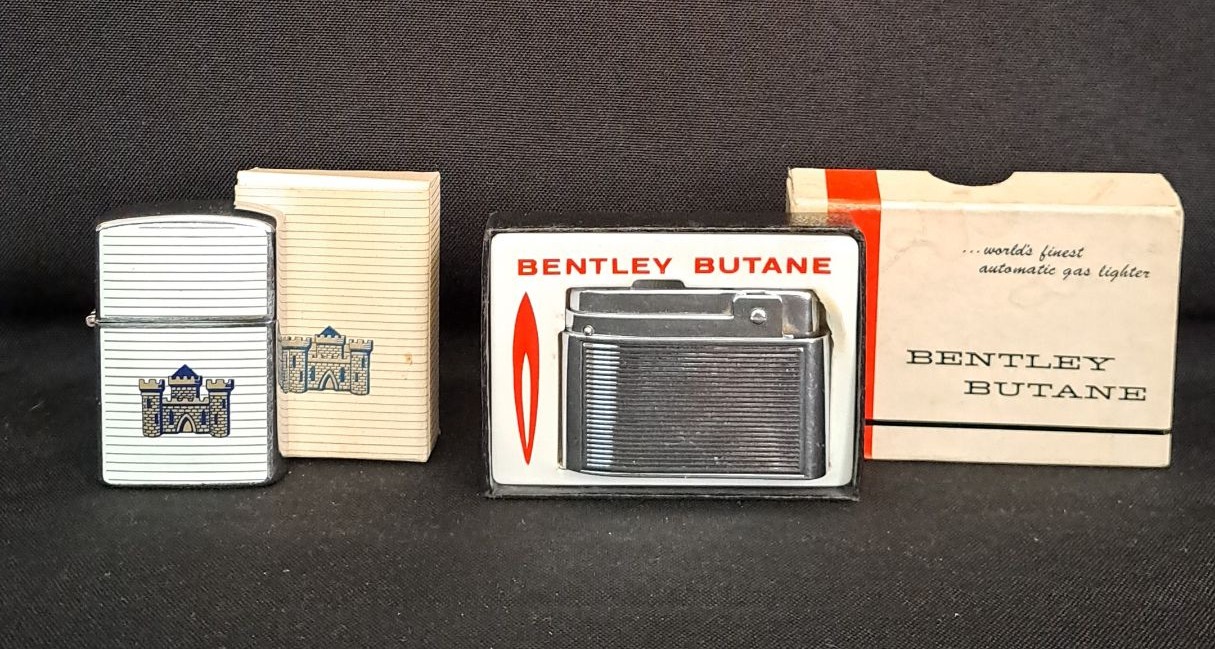 BENTLEY BUTANE
...world's finest
automatic gas lighter
BENTLEY
BUTANE